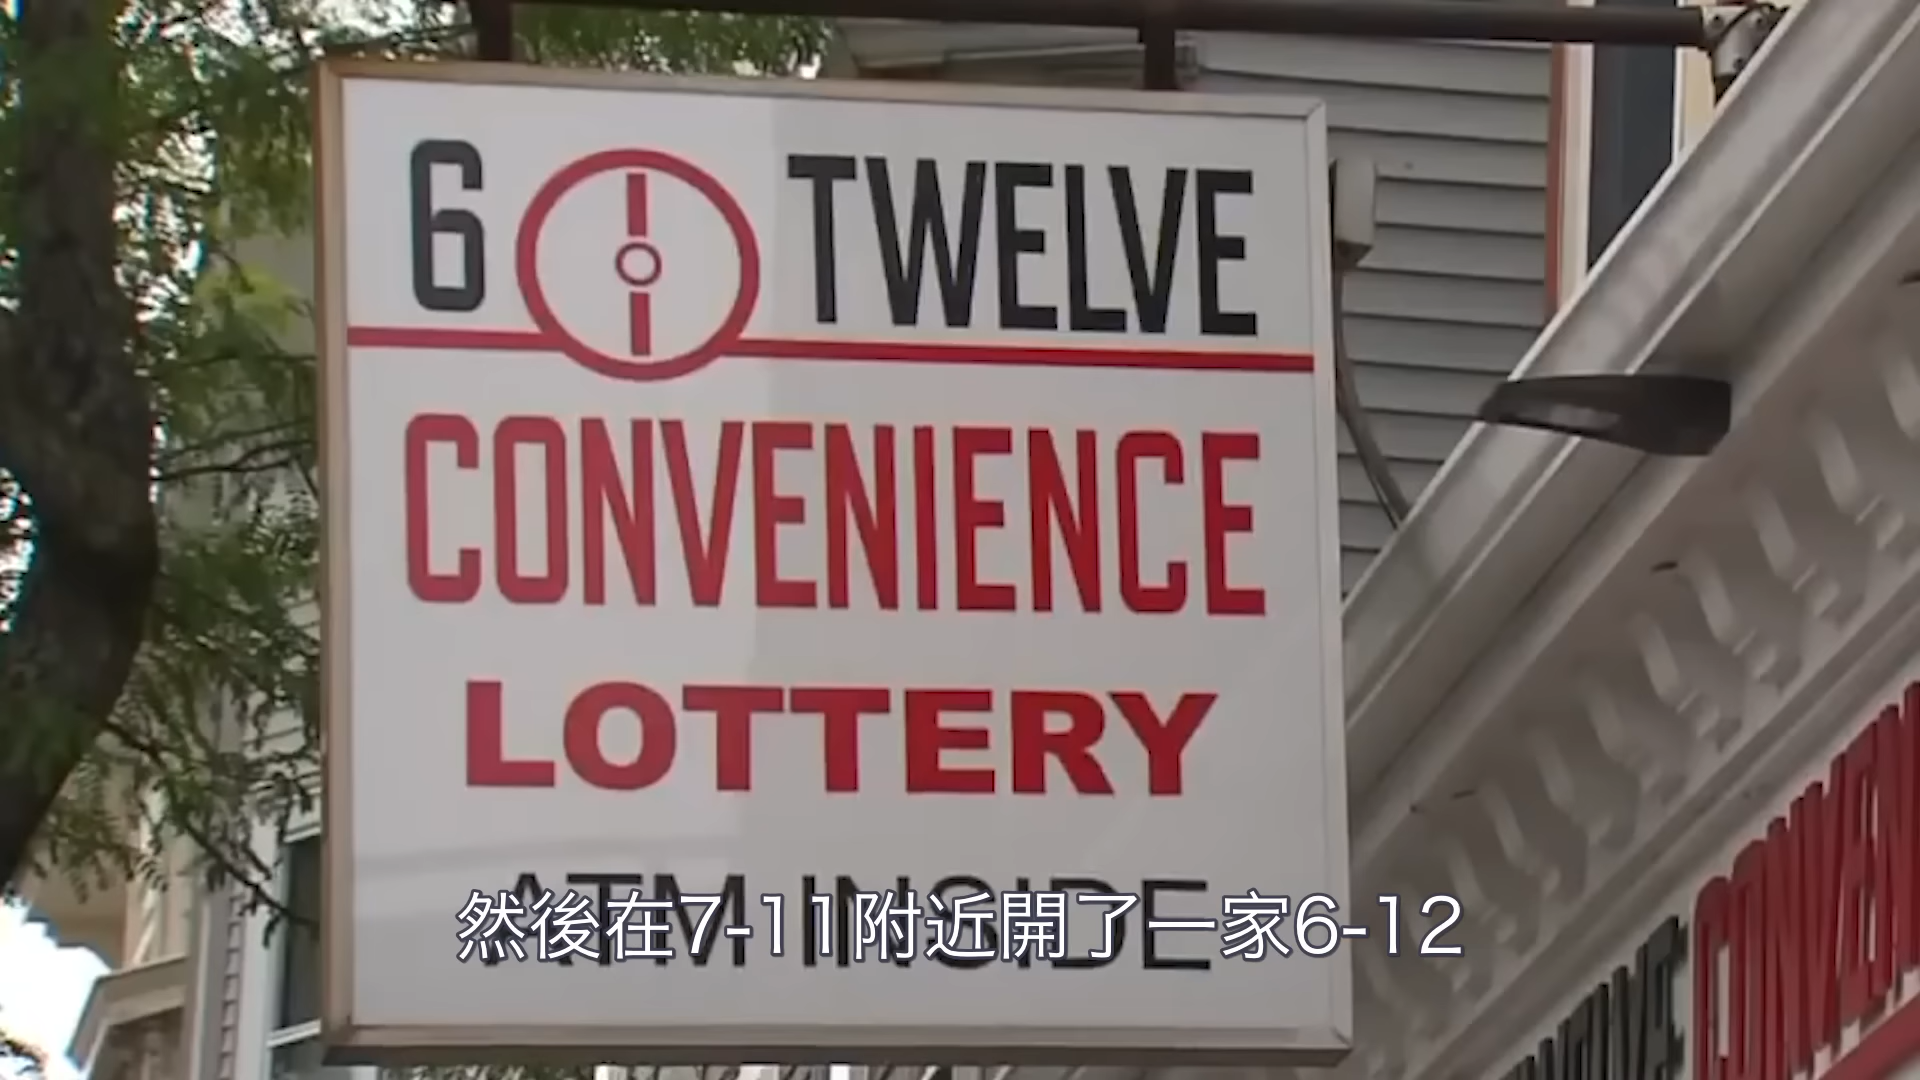 6 TWELVE
CONVENIENCE
LOTTERY
ATM INSIDE
然後在7-11附近開了一家6-12
CONVEN